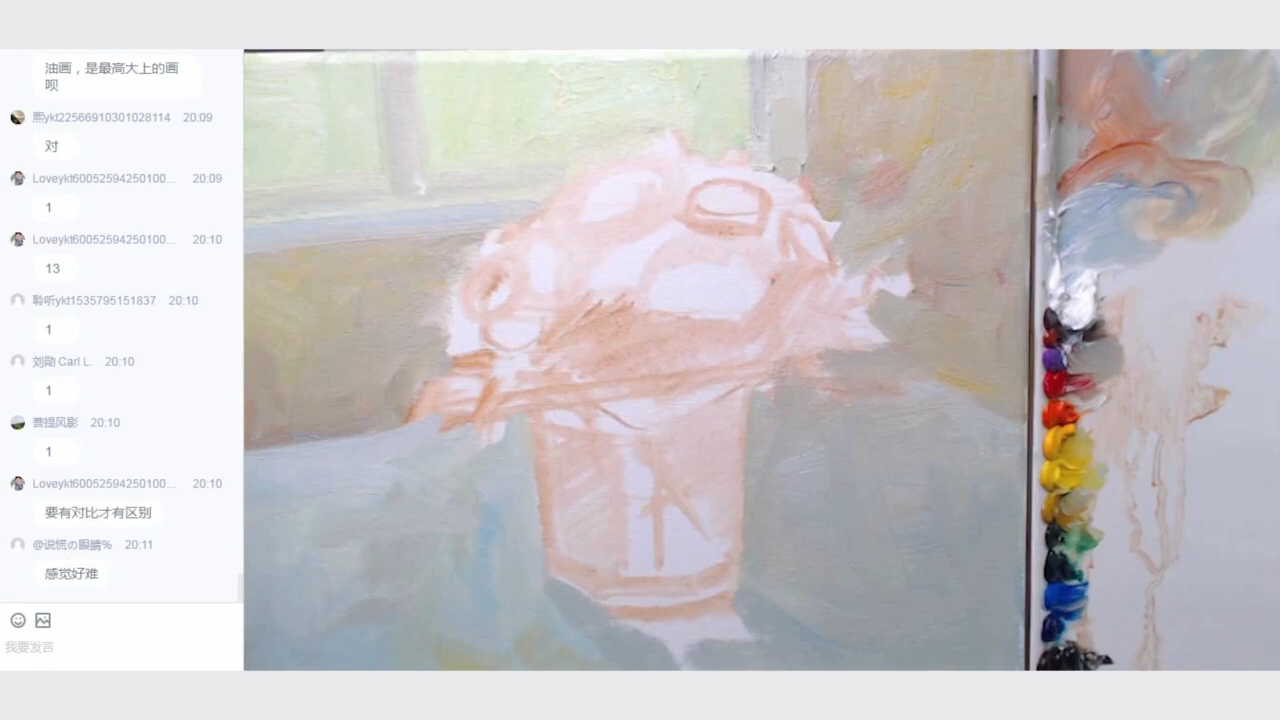 油画，是最高大上的画
呗
熙ykt22566910301028114 20:09
对
Loveykt60052594250100... 20:09
1
Loveykt60052594250100... 20:10
13
聆听ykt1535795151837 20:10
1
刘勋 Carl L. 20:10
1
菩提风影 20:10
1
Loveykt60052594250100... 20:10
要有对比才有区别
@说慌の眼睛% 20:11
感觉好难
我要发言